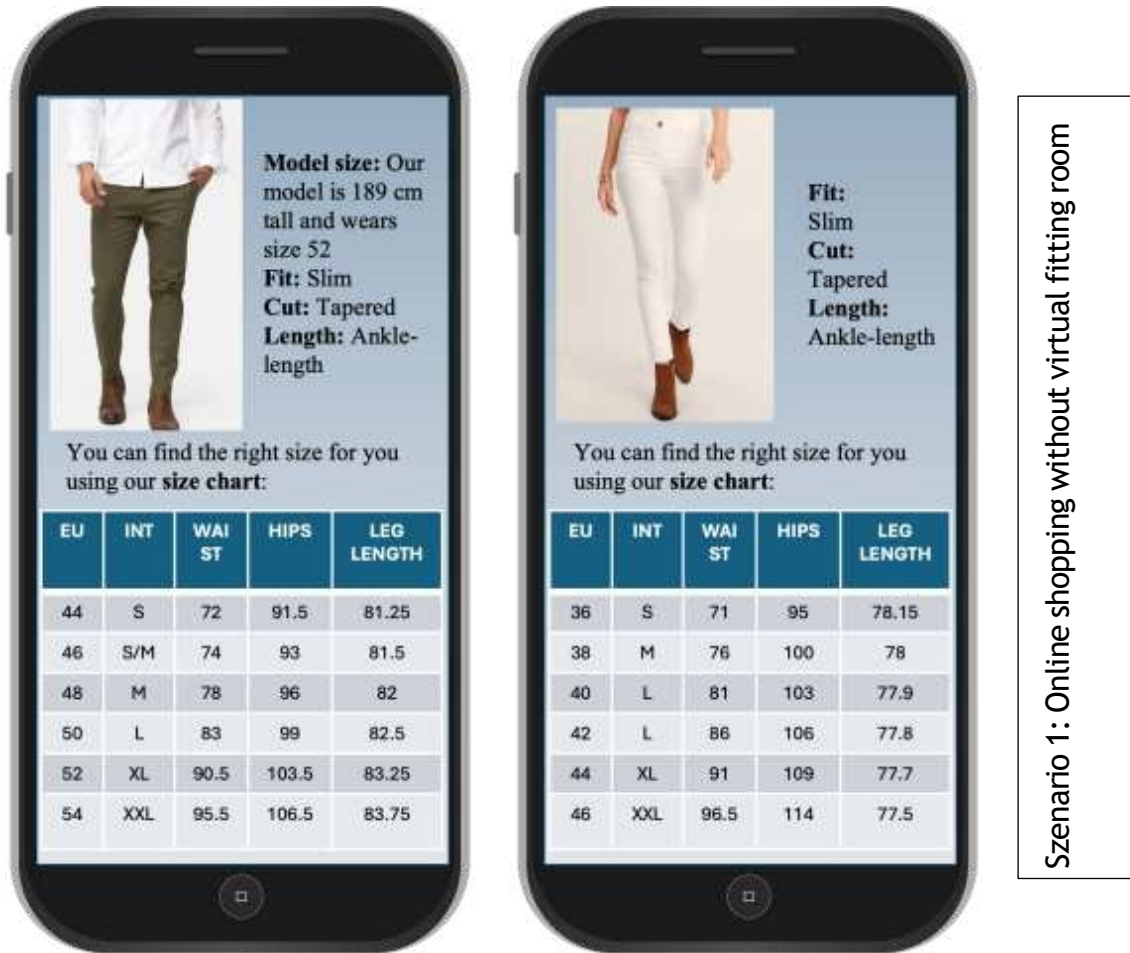 Model size: Our
model is 189 cm
tall and wears
size 52
Fit: Slim
Cut: Tapered
Length: Ankle-
length
You can find the right size for you
using our size chart:
EU INT WAI HIPS LEG
ST LENGTH
44 S 72 91.5 81.25
46 S/M 74 93 81.5
48 M 78 96 82
50 L 83 99 82.5
52 XL 90.5 103.5 83.25
54 XXL 95.5 106.5 83.75
Fit:
Slim
Cut:
Tapered
Length:
Ankle-length
You can find the right size for you
using our size chart:
EU INT WAI HIPS LEG
ST LENGTH
36 S 71 95 78.15
38 M 76 100 78
40 L 81 103 77.9
42 L 86 106 77.8
44 XL 91 109 77.7
46 XXL 96.5 114 77.5
Szenario 1: Online shopping without virtual fitting room